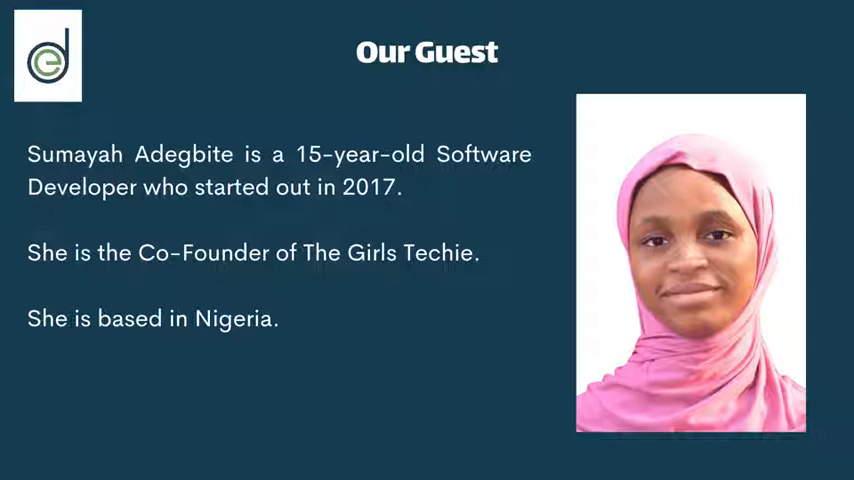 de
Our Guest
Sumayah Adegbite is a 15-year-old Software
Developer who started out in 2017.
She is the Co-Founder of The Girls Techie.
She is based in Nigeria.